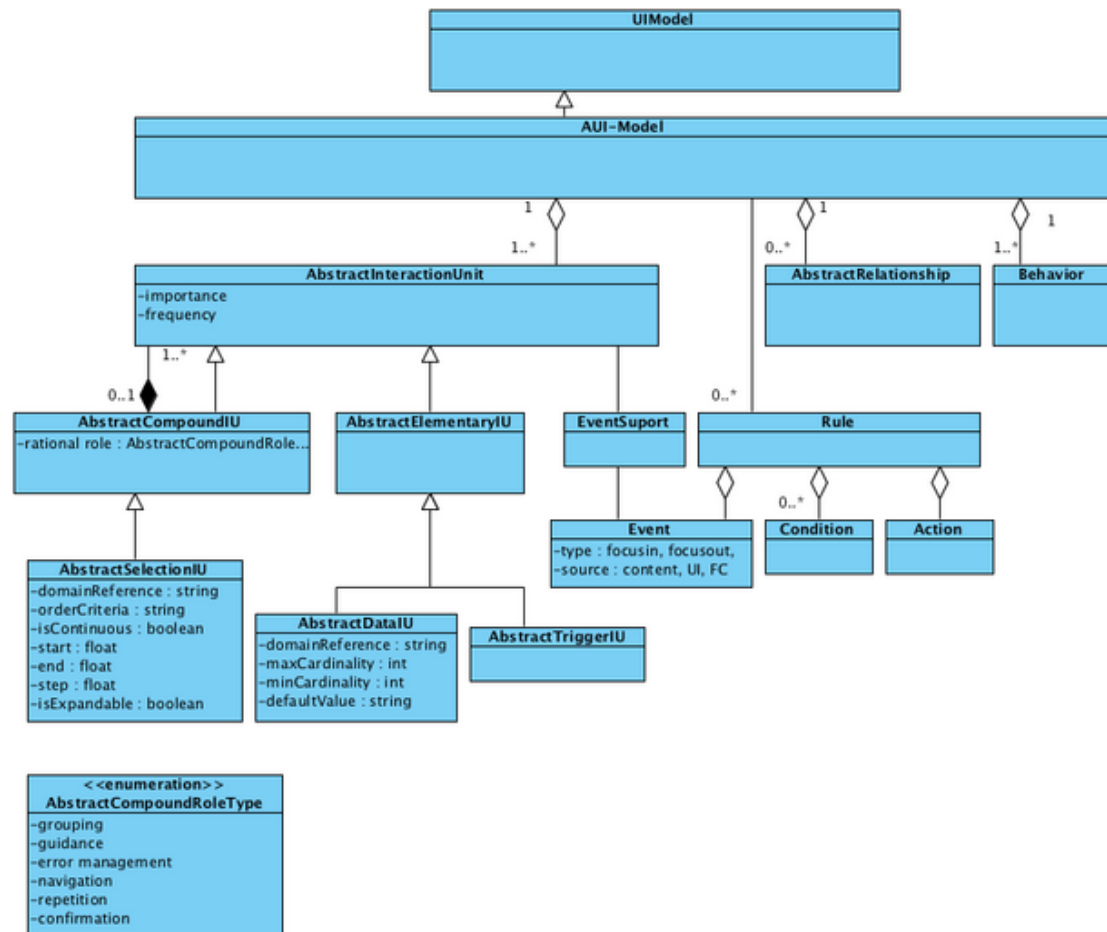 UIModel
AUI-Model
1
1
1
1..*
0..*
1..*
AbstractInteractionUnit
-importance
-frequency
AbstractRelationship
Behavior
1..*
0..1
0..*
AbstractCompoundIU
-rational role : AbstractCompoundRole...
AbstractElementaryIU
EventSuport
Rule
0..*
Event
-type : focusin, focusout,
-source : content, UI, FC
Condition
Action
AbstractSelectionIU
-domainReference : string
-orderCriteria : string
-isContinuous : boolean
-start : float
-end : float
-step : float
-isExpandable : boolean
AbstractDataIU
-domainReference : string
-maxCardinality : int
-minCardinality : int
-defaultValue : string
AbstractTriggerIU
<<enumeration>>
AbstractCompoundRoleType
-grouping
-guidance
-error management
-navigation
-repetition
-confirmation